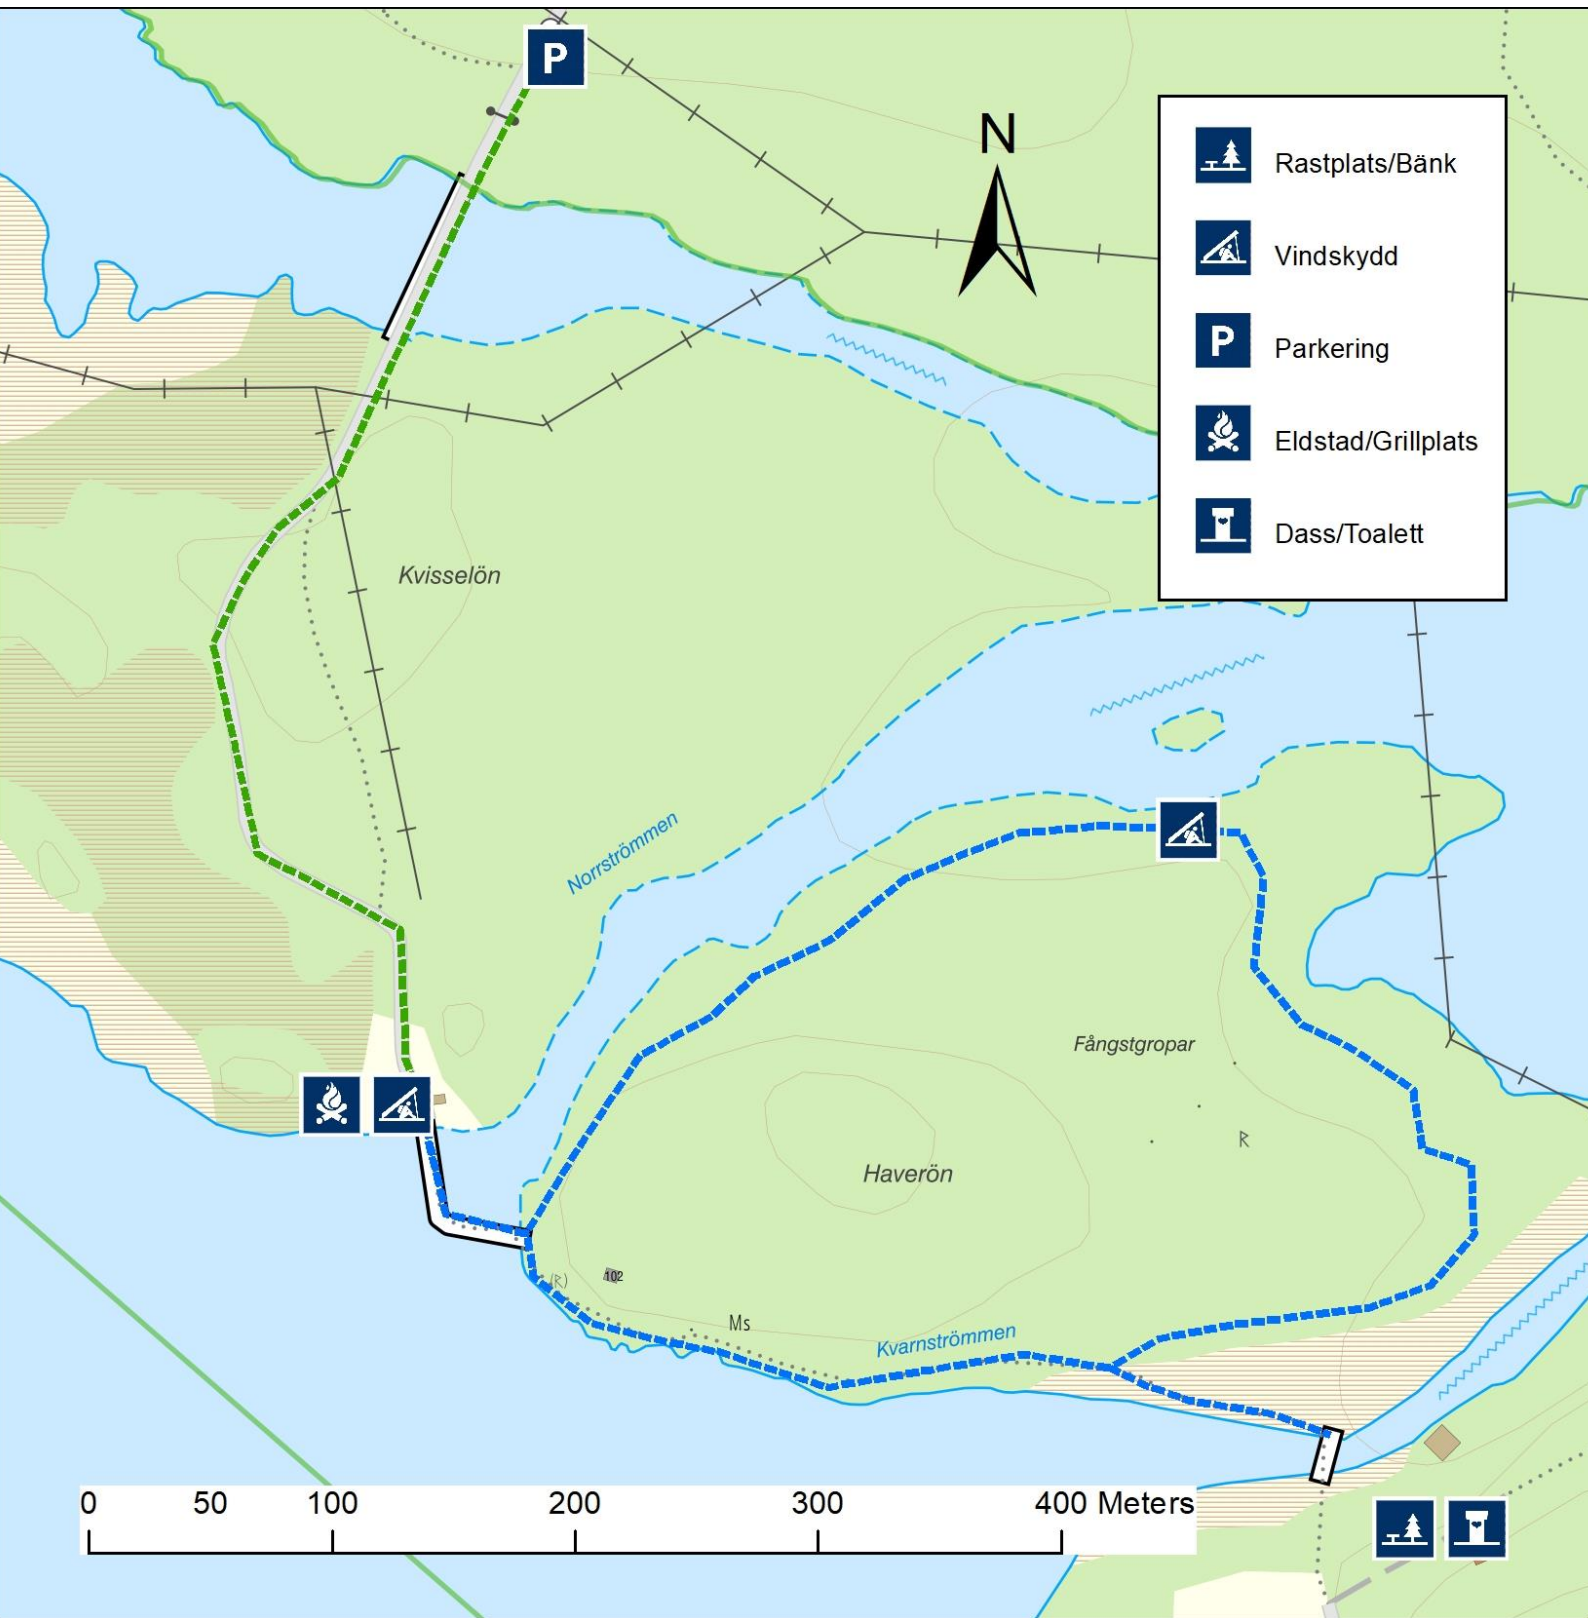 P
N
Rastplats/Bänk
Vindskydd
P Parkering
Eldstad/Grillplats
Dass/Toalett
Kvisselön
Norrströmmen
Fångstgropar
R
Haverön
(R)
102
Ms
Kvarnströmmen
0 50 100 200 300 400 Meters